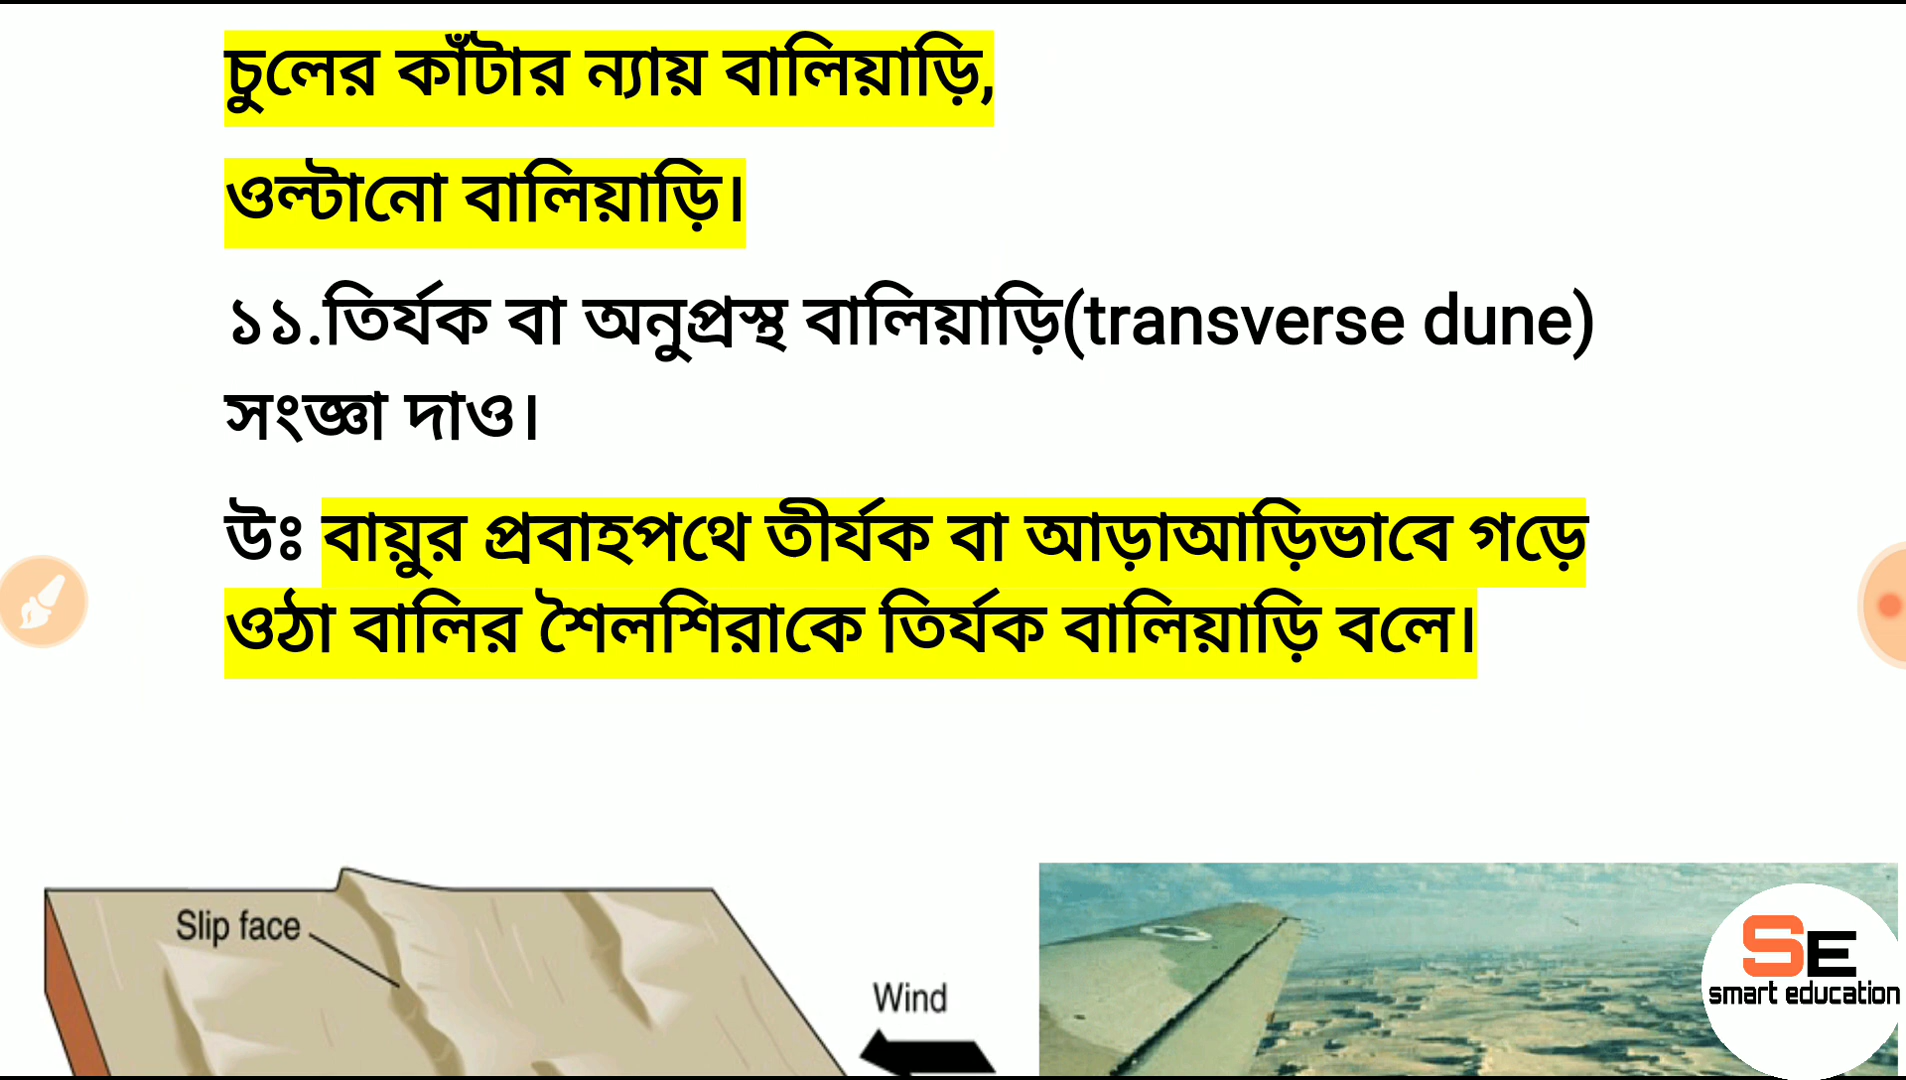 চুলের কাঁটার ন্যায় বালিয়াড়ি,
ওল্টানো বালিয়াড়ি।
১১.তির্যক বা অনুপ্রস্থ বালিয়াড়ি(transverse dune)
সংজ্ঞা দাও।
উঃ বায়ুর প্রবাহপথে তীর্যক বা আড়াআড়িভাবে গড়ে
ওঠা বালির শৈলশিরাকে তির্যক বালিয়াড়ি বলে।
Slip face
Wind
SE
smart education